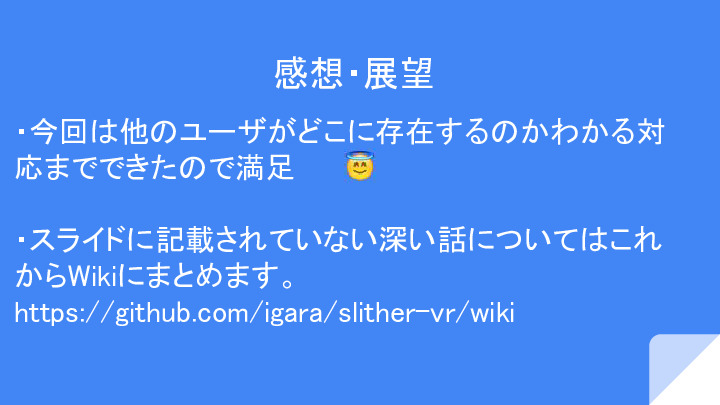 感想・展望
・今回は他のユーザがどこに存在するのかわかる対
応までできたので満足 😇
・スライドに記載されていない深い話についてはこれ
からWikiにまとめます。
https://github.com/igara/slither-vr/wiki